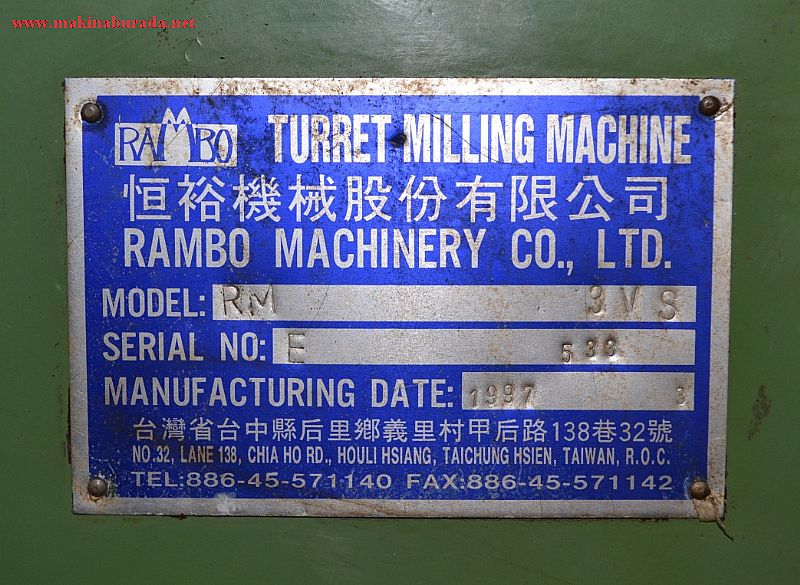 www.makinaburada.net
RAMBO TURRET MILLING MACHINE
恒裕機械股份有限公司
RAMBO MACHINERY CO., LTD.
MODEL: RM 3VS
SERIAL NO: E 533
MANUFACTURING DATE: 1997 3
台灣省台中縣后里鄉義里村甲后路138巷32號
NO.32, LANE 138, CHIA HO RD., HOULI HSIANG, TAICHUNG HSIEN, TAIWAN, R.O.C.
TEL:886-45-571140 FAX:886-45-571142